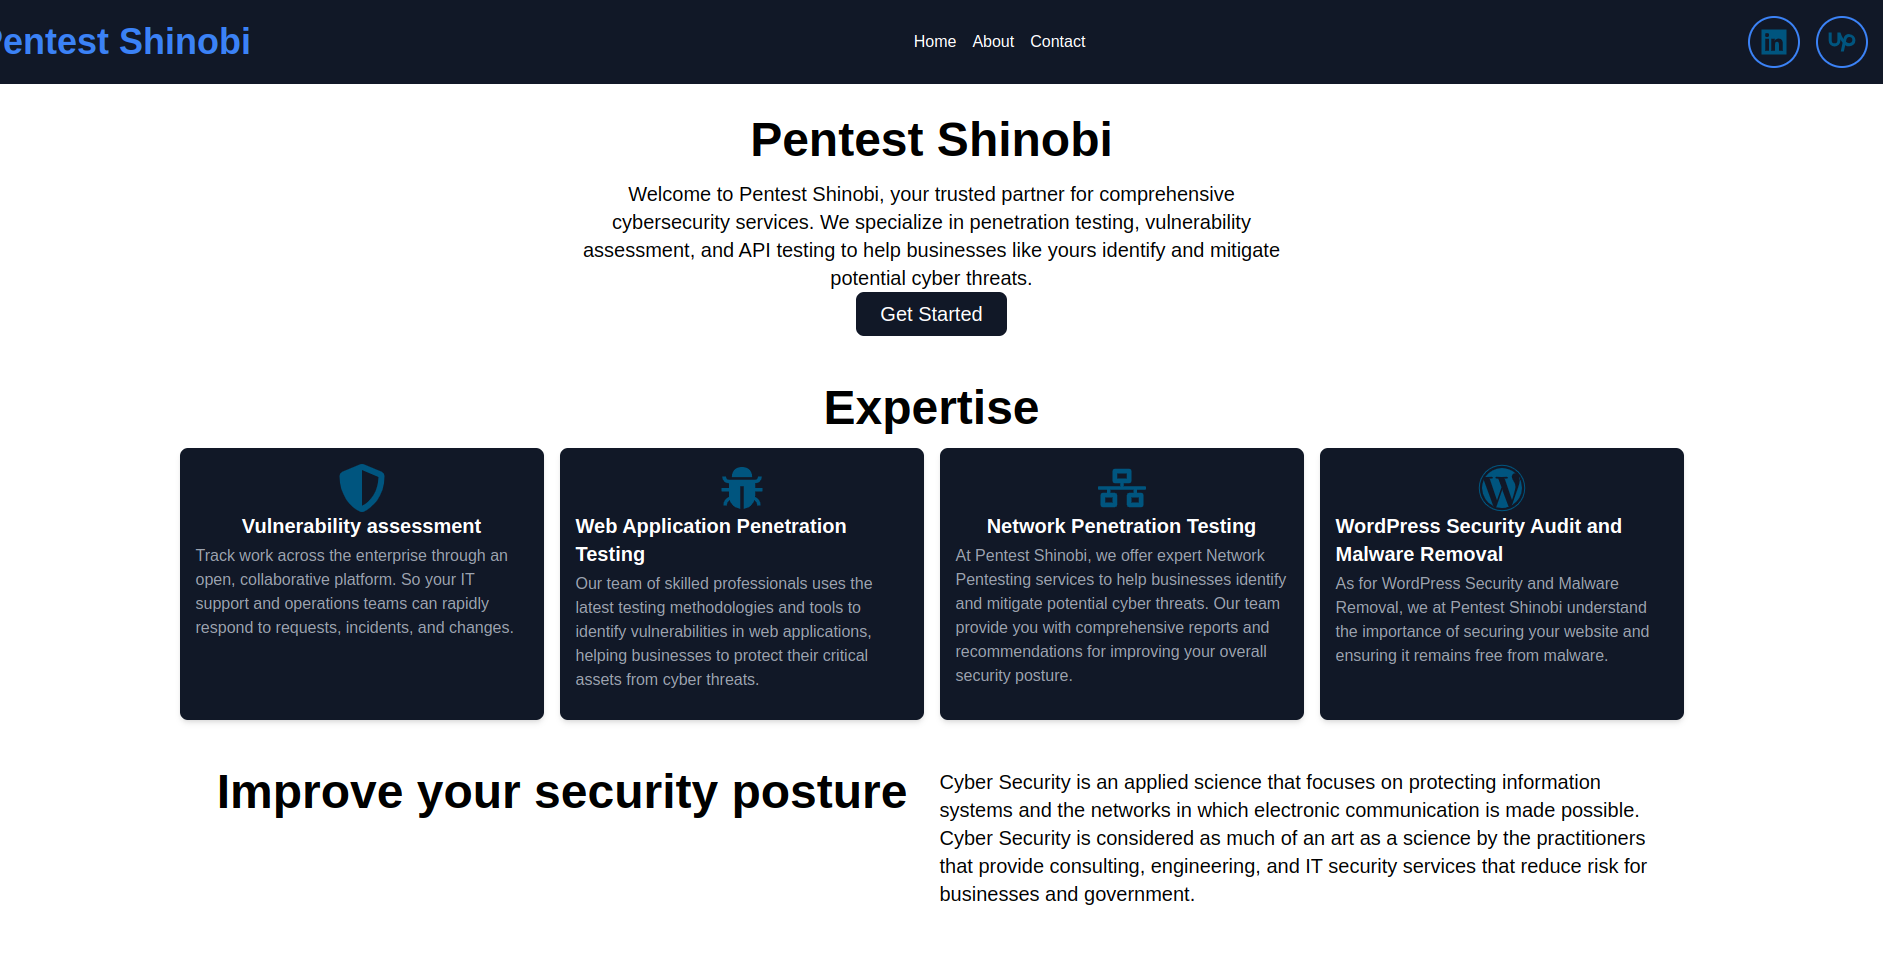 Pentest Shinobi
Home About Contact
Pentest Shinobi
Welcome to Pentest Shinobi, your trusted partner for comprehensive
cybersecurity services. We specialize in penetration testing, vulnerability
assessment, and API testing to help businesses like yours identify and mitigate
potential cyber threats.
Get Started
Expertise
Vulnerability assessment
Track work across the enterprise through an
open, collaborative platform. So your IT
support and operations teams can rapidly
respond to requests, incidents, and changes.
Web Application Penetration
Testing
Our team of skilled professionals uses the
latest testing methodologies and tools to
identify vulnerabilities in web applications,
helping businesses to protect their critical
assets from cyber threats.
Network Penetration Testing
At Pentest Shinobi, we offer expert Network
Pentesting services to help businesses identify
and mitigate potential cyber threats. Our team
provide you with comprehensive reports and
recommendations for improving your overall
security posture.
WordPress Security Audit and
Malware Removal
As for WordPress Security and Malware
Removal, we at Pentest Shinobi understand
the importance of securing your website and
ensuring it remains free from malware.
Improve your security posture
Cyber Security is an applied science that focuses on protecting information
systems and the networks in which electronic communication is made possible.
Cyber Security is considered as much of an art as a science by the practitioners
that provide consulting, engineering, and IT security services that reduce risk for
businesses and government.